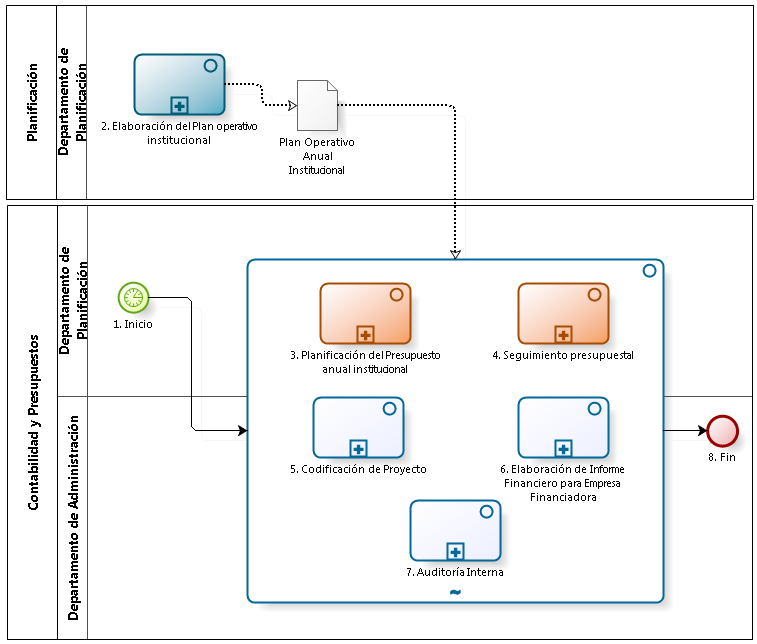 Planificación
Departamento de
Planificación
2. Elaboración del Plan operativo
institucional
Plan Operativo
Anual
Institucional
Contabilidad y Presupuestos
Departamento de
Planificación
1. Inicio
3. Planificación del Presupuesto
anual institucional
4. Seguimiento presupuestal
Departamento de Administración
5. Codificación de Proyecto
6. Elaboración de Informe
Financiero para Empresa
Financiadora
7. Auditoría Interna
8. Fin